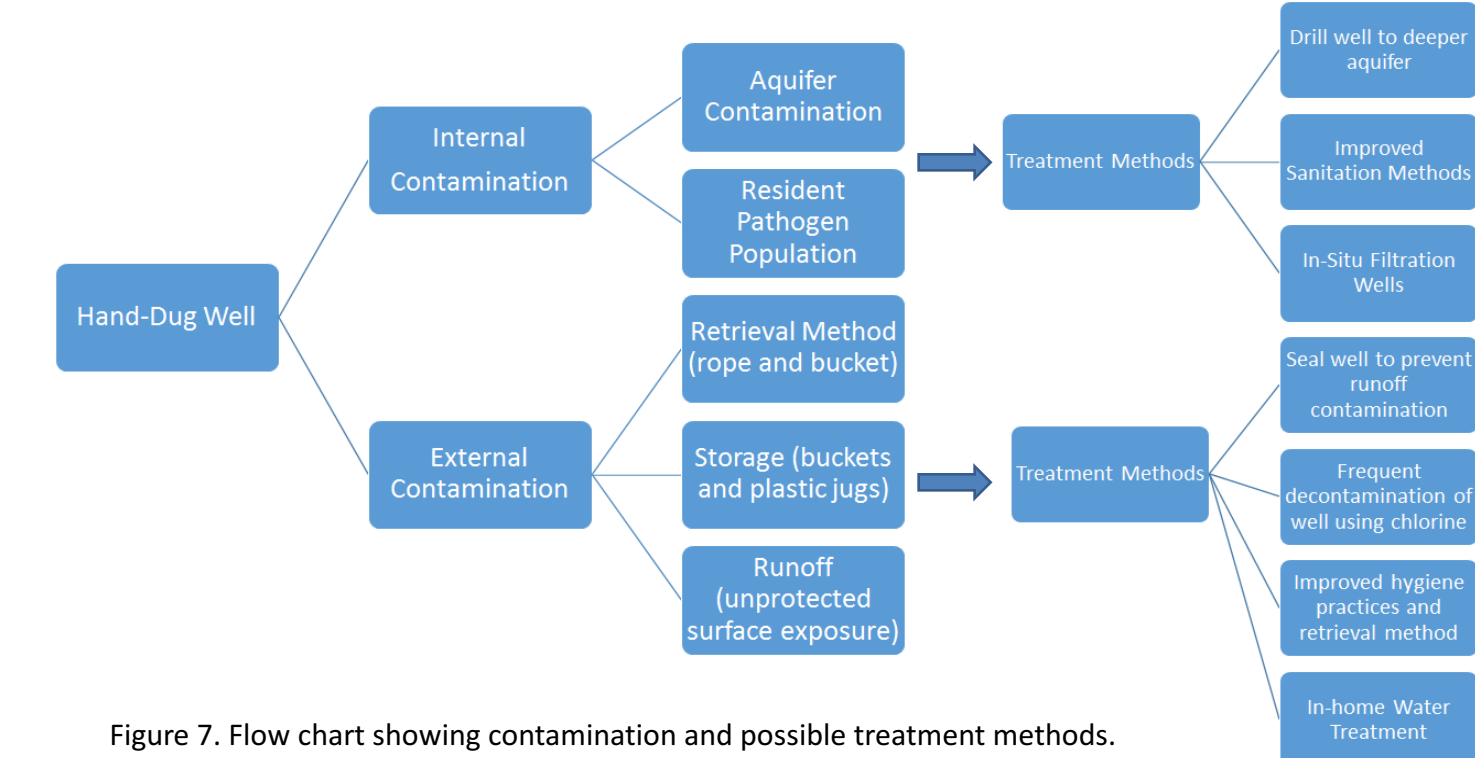 Hand-Dug Well
Internal
Contamination
External
Contamination
Aquifer
Contamination
Resident
Pathogen
Population
Retrieval Method
(rope and bucket)
Storage (buckets
and plastic jugs)
Runoff
(unprotected
surface exposure)
Treatment Methods
Treatment Methods
Drill well to deeper
aquifer
Improved
Sanitation Methods
In-Situ Filtration
Wells
Seal well to prevent
runoff
contamination
Frequent
decontamination of
well using chlorine
Improved hygiene
practices and
retrieval method
In-home Water
Treatment
Figure 7. Flow chart showing contamination and possible treatment methods.